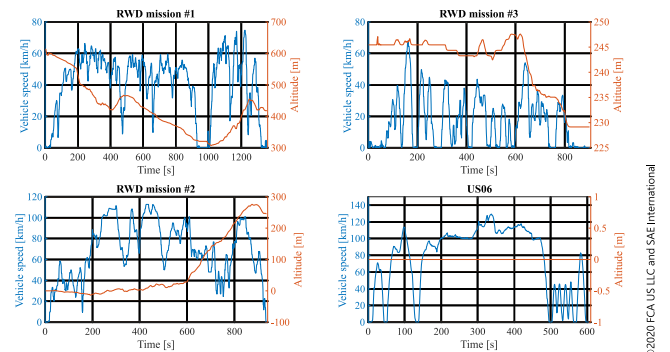 RWD mission #1
80
60
40
20
0
700
600
500
400
300
0 200 400 600 800 1000 1200
Vehicle speed [km/h]
Altitude [m]
Time [s]
RWD mission #3
80
60
40
20
0
250
245
240
235
230
225
0 200 400 600 800
Vehicle speed [km/h]
Altitude [m]
Time [s]
RWD mission #2
120
100
80
60
40
20
0
300
200
100
0
-100
0 200 400 600 800
Vehicle speed [km/h]
Altitude [m]
Time [s]
US06
140
120
100
80
60
40
20
0
1
0.5
0
-0.5
-1
0 100 200 300 400 500 600
Vehicle speed [km/h]
Altitude [m]
Time [s]
©2020 FCA US LLC and SAE International